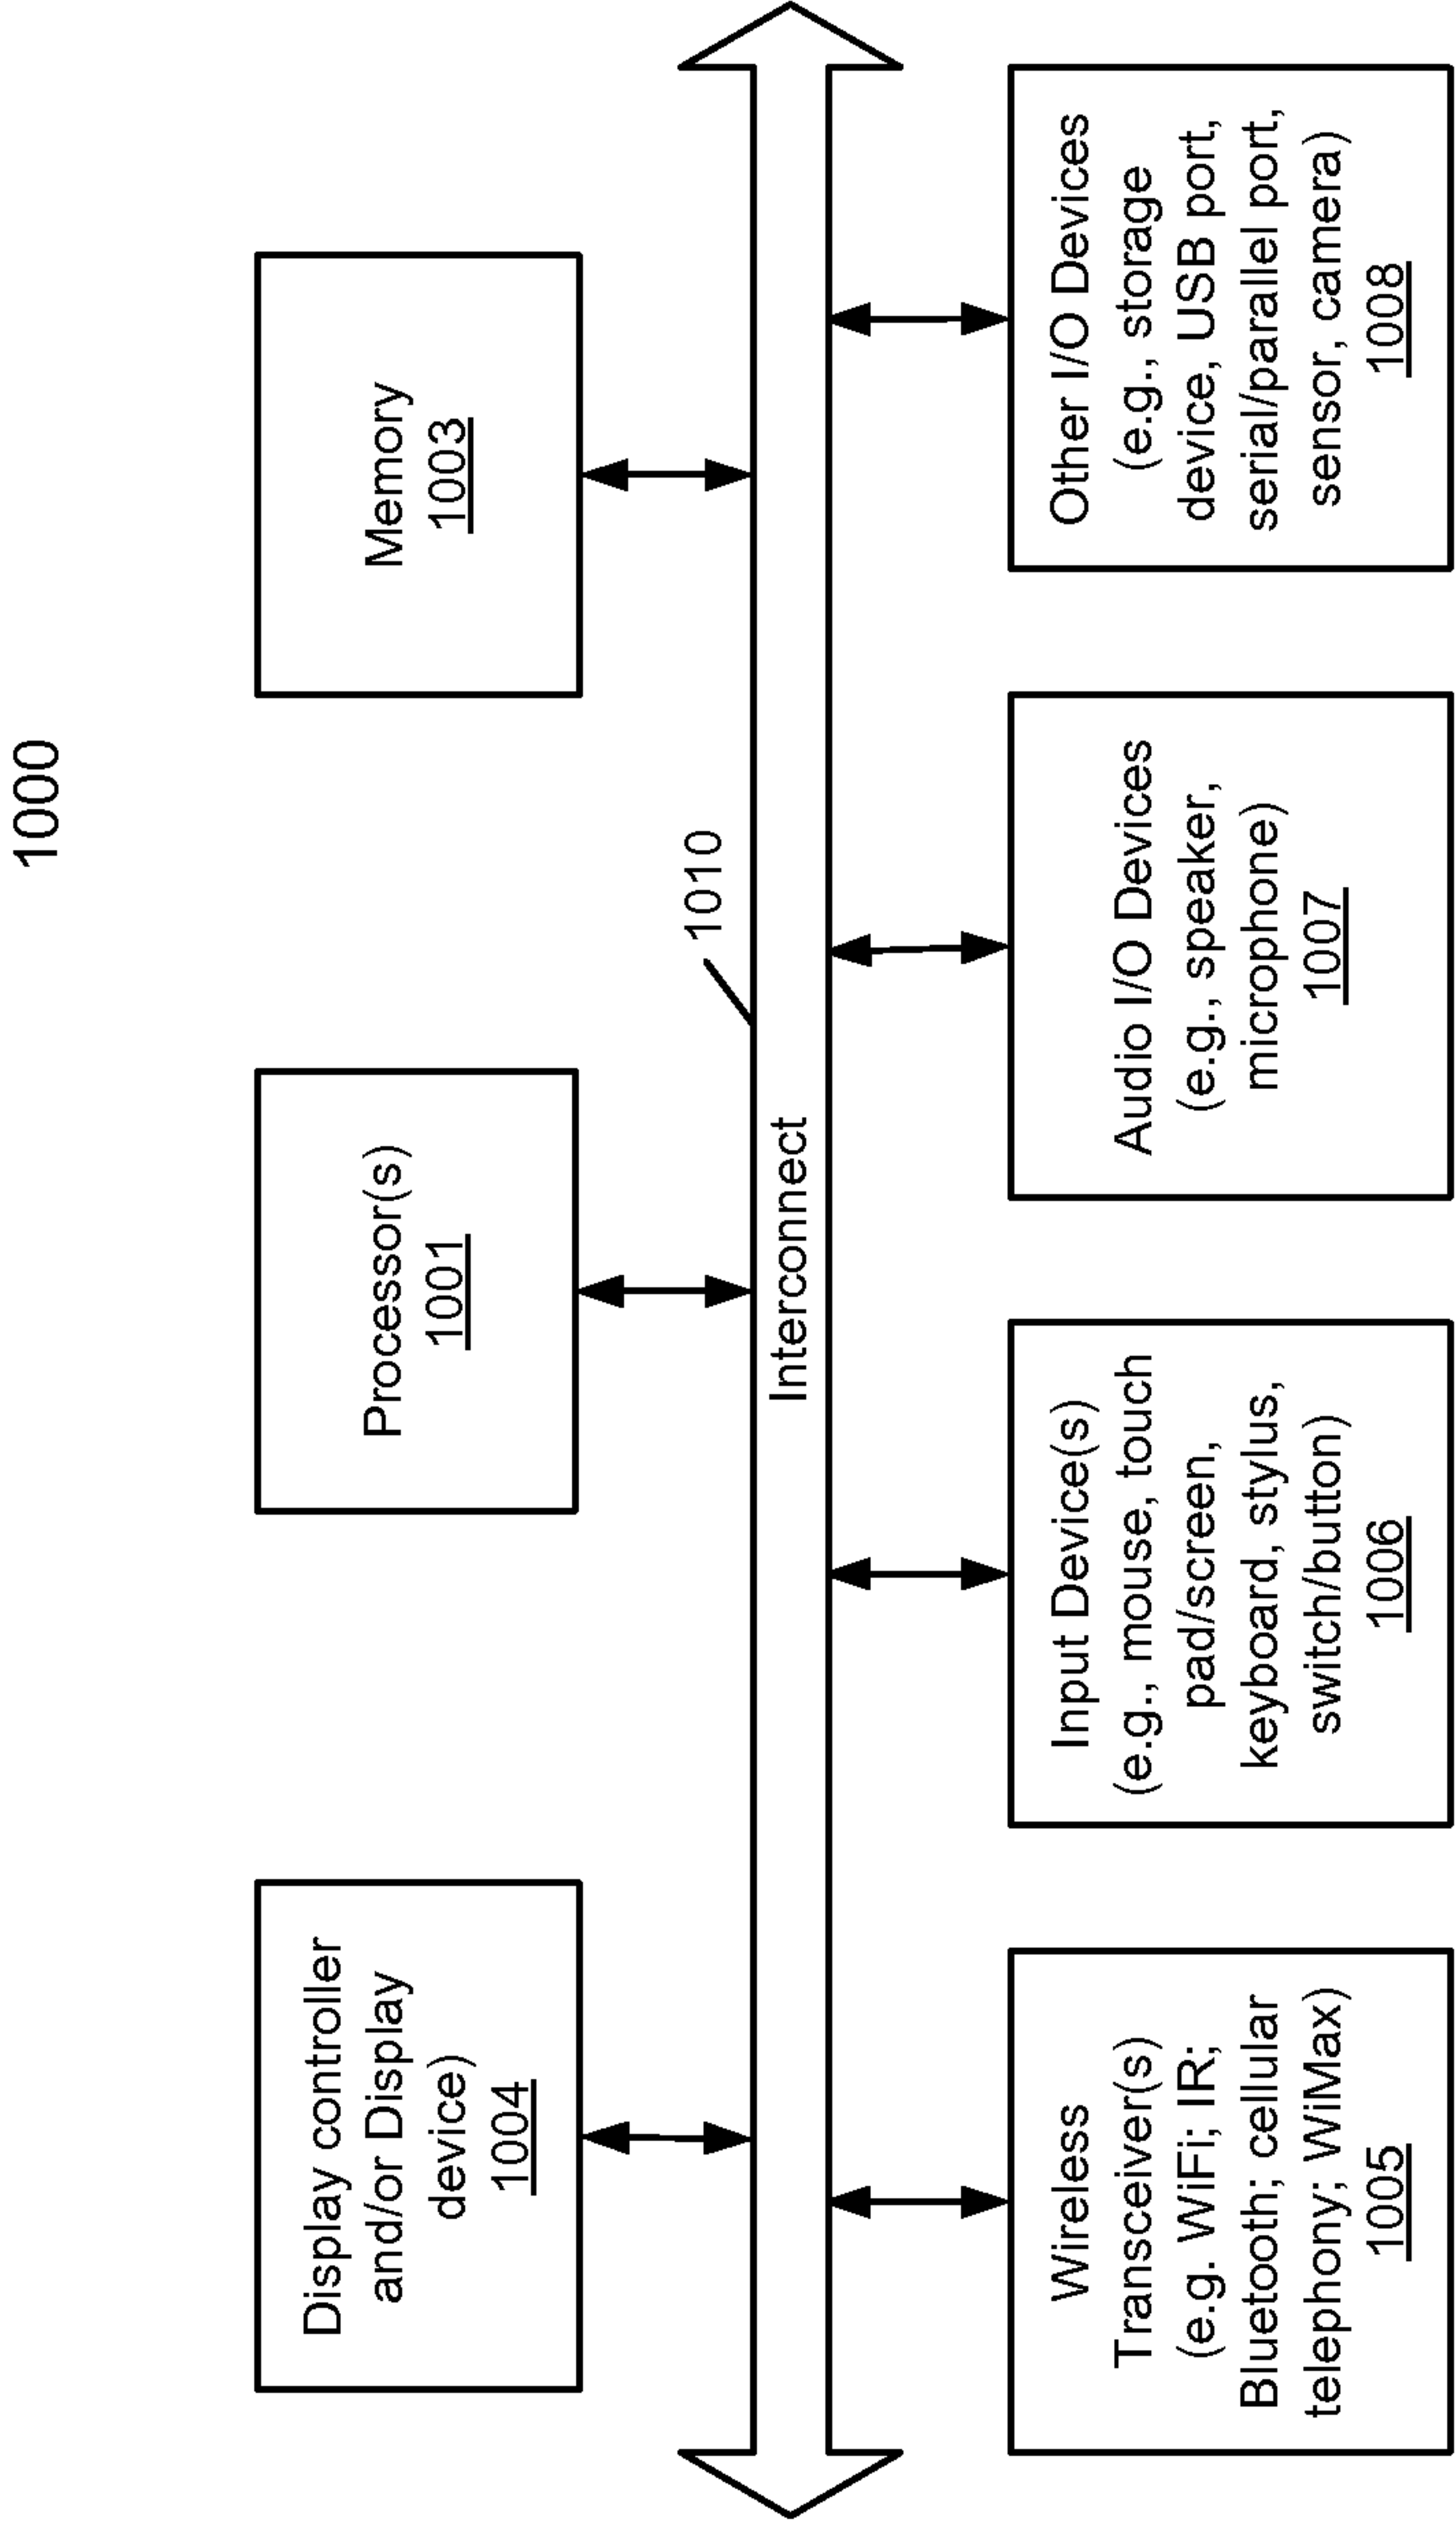 1000
Display controller
and/or Display
device)
1004
Processor(s)
1001
Memory
1003
1010
Interconnect
Wireless
Transceiver(s)
(e.g. WiFi; IR;
Bluetooth; cellular
telephony; WiMax)
1005
Input Device(s)
(e.g., mouse, touch
pad/screen,
keyboard, stylus,
switch/button)
1006
Audio I/O Devices
(e.g., speaker,
microphone)
1007
Other I/O Devices
(e.g., storage
device, USB port,
serial/parallel port,
sensor, camera)
1008